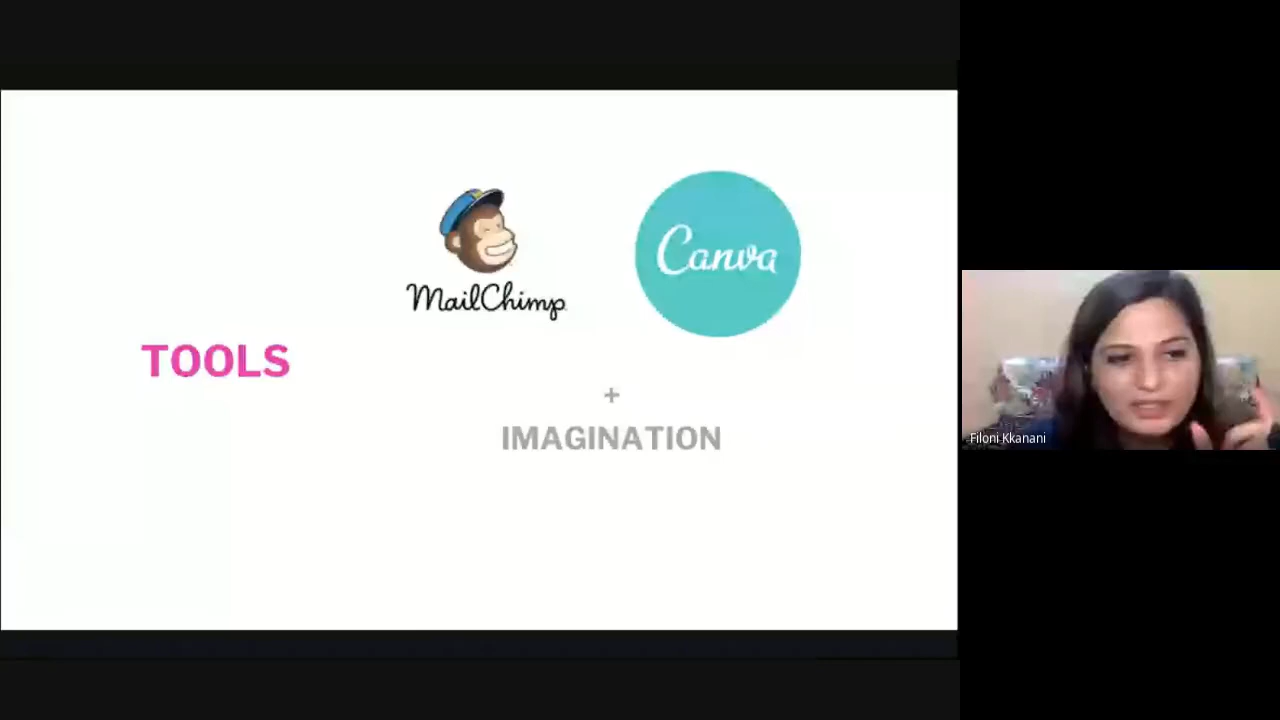 MailChimp
Canva
TOOLS
+
IMAGINATION
Filoni Kkanani